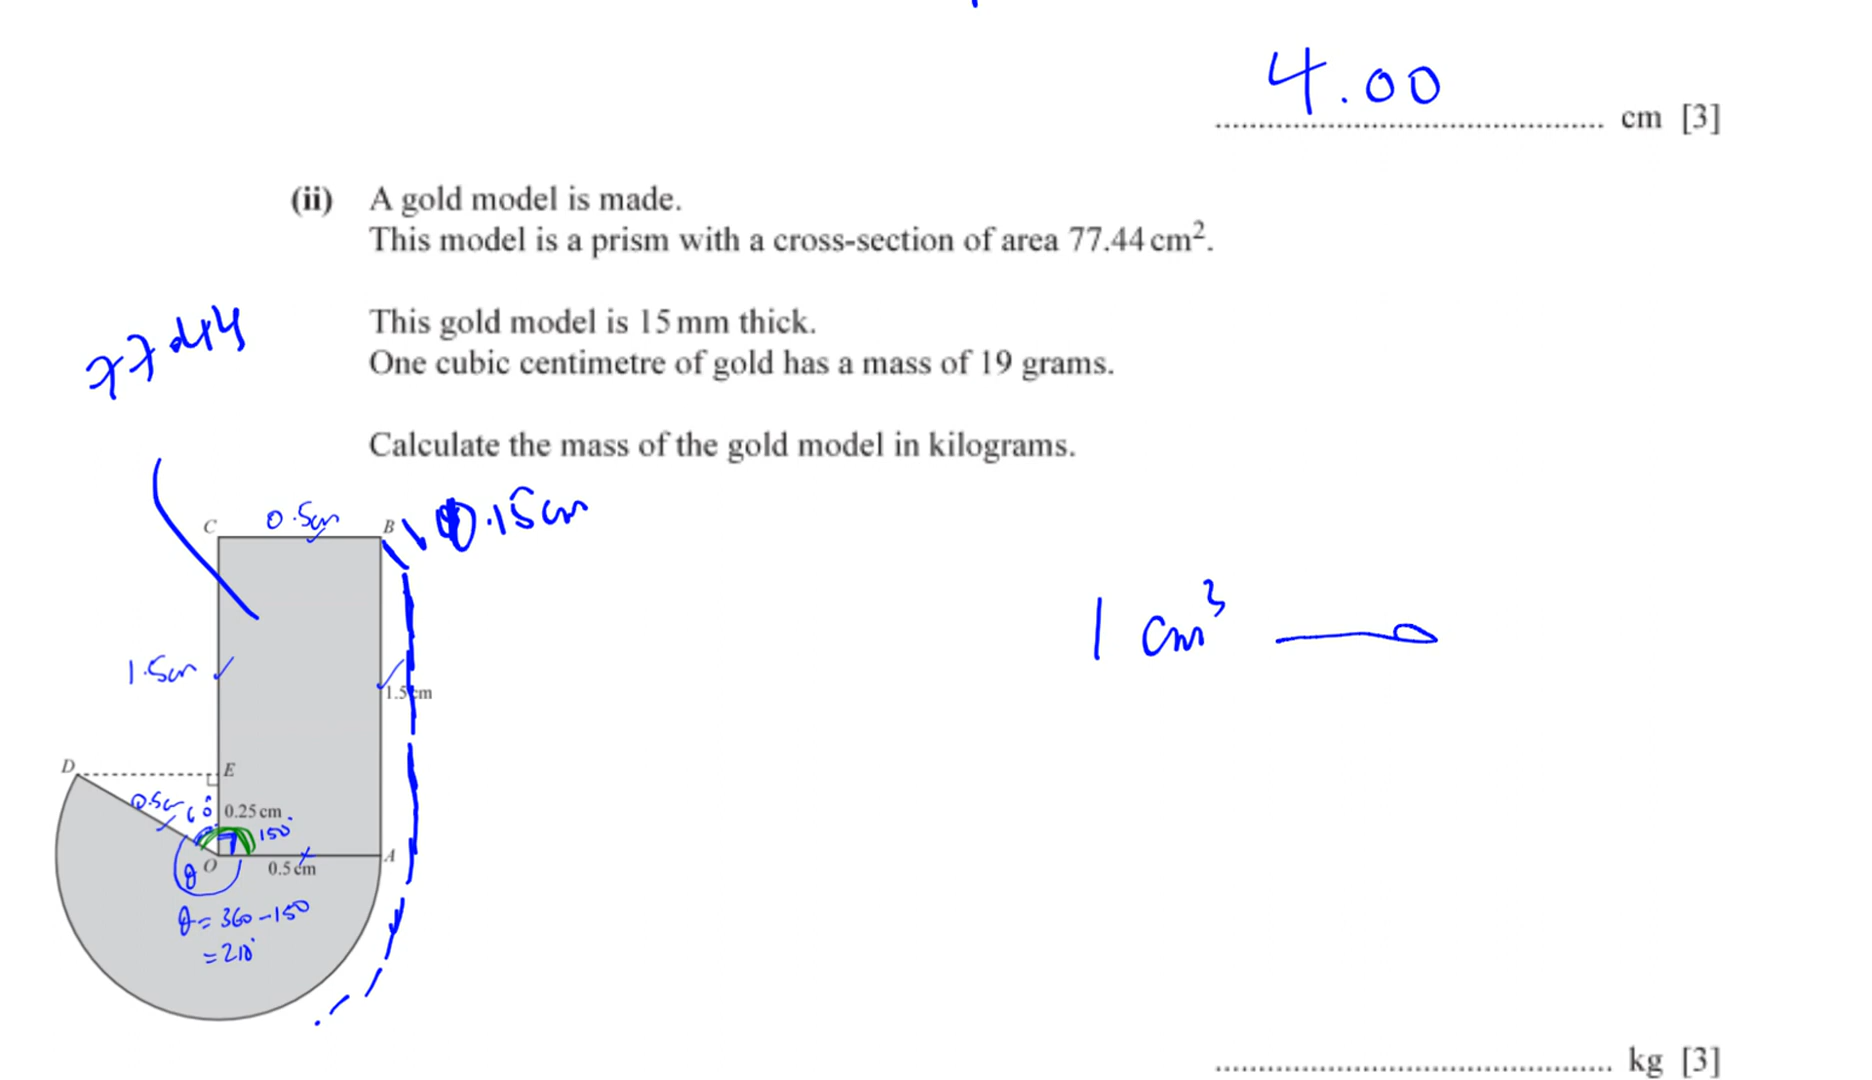 4.00
cm [3]
(ii) A gold model is made.
This model is a prism with a cross-section of area 77.44 cm².
77.44
This gold model is 15 mm thick.
One cubic centimetre of gold has a mass of 19 grams.
Calculate the mass of the gold model in kilograms.
C 0.5cm B 0.15cm
1 cm³
1.5cm
1.5 cm
D E
0.5cm 60° 0.25 cm
150°
O A
θ 0.5 cm
θ = 360 - 150
= 210°
kg [3]